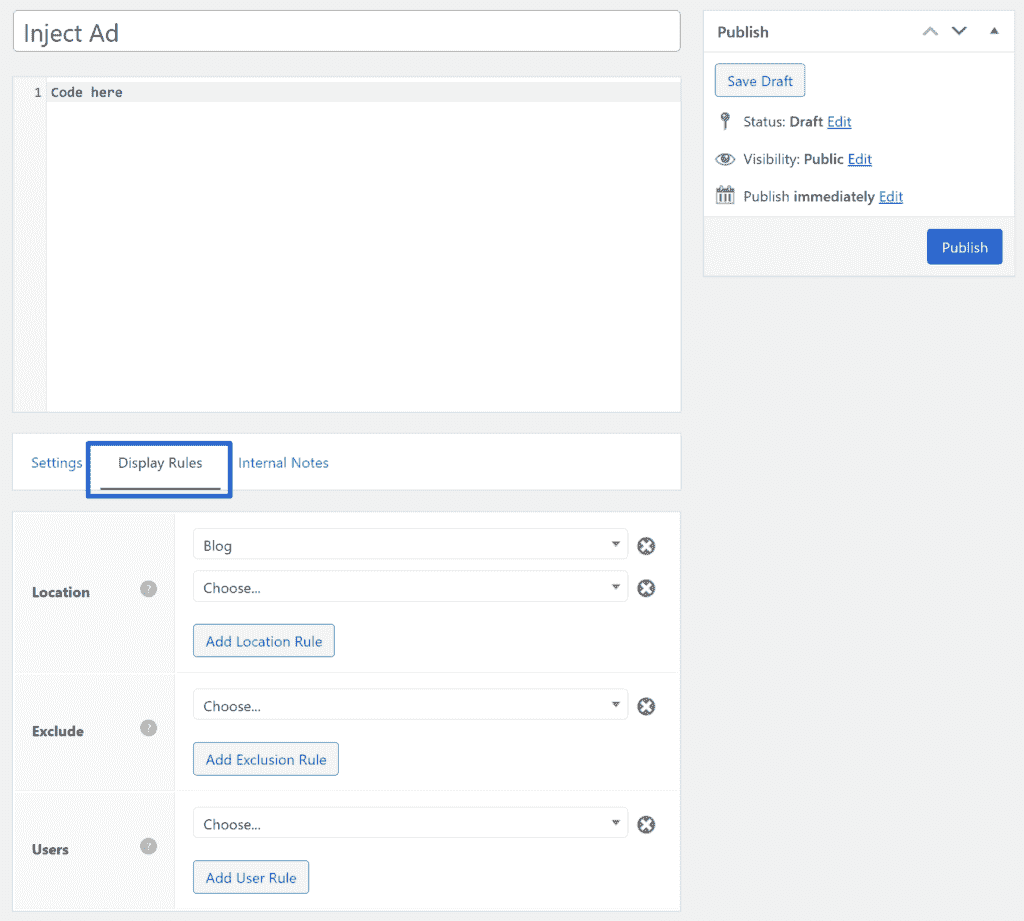 Inject Ad
1 Code here
Settings Display Rules Internal Notes
Location ?
Blog
Choose...
Add Location Rule
Exclude ?
Choose...
Add Exclusion Rule
Users ?
Choose...
Add User Rule
Publish
Save Draft
Status: Draft Edit
Visibility: Public Edit
Publish immediately Edit
Publish